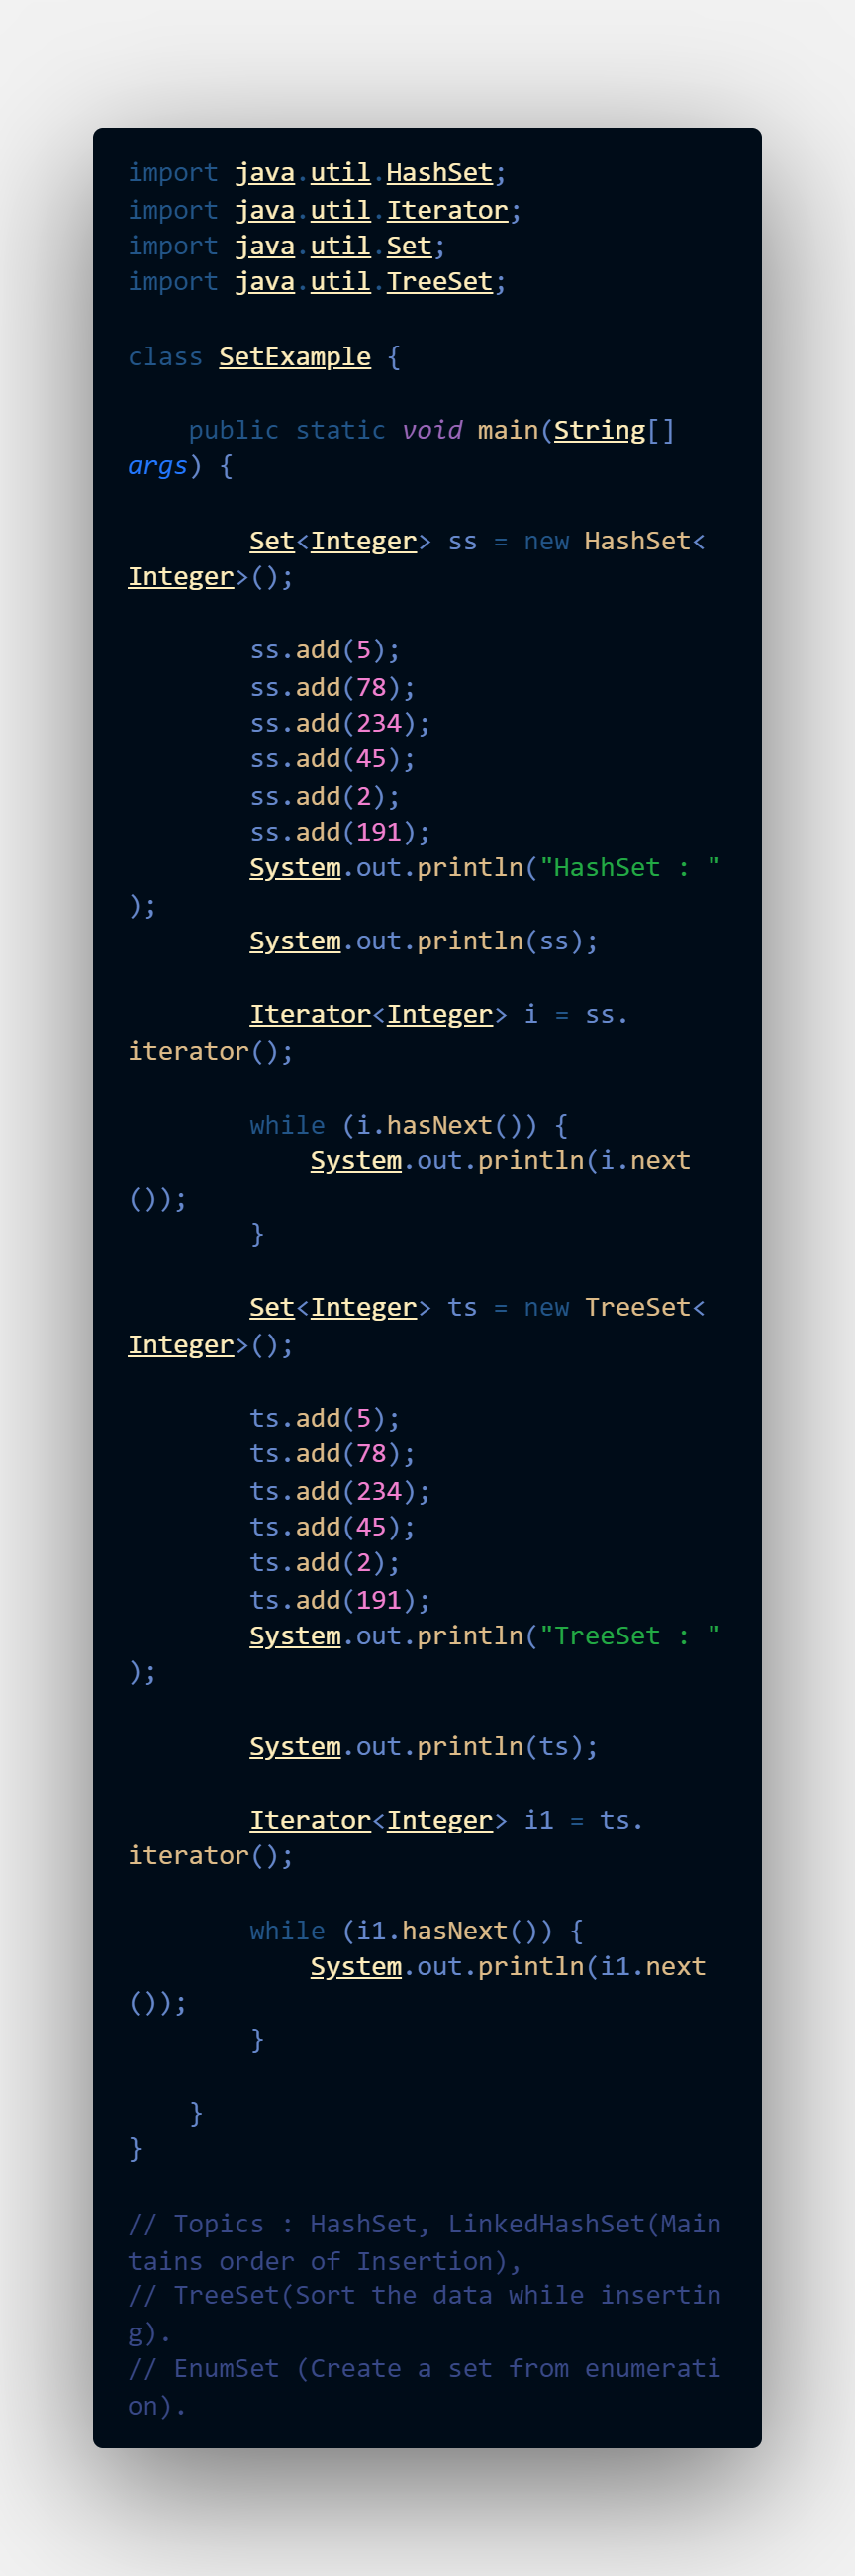 import java.util.HashSet;
import java.util.Iterator;
import java.util.Set;
import java.util.TreeSet;

class SetExample {

    public static void main(String[]
args) {

        Set<Integer> ss = new HashSet<
Integer>();

        ss.add(5);
        ss.add(78);
        ss.add(234);
        ss.add(45);
        ss.add(2);
        ss.add(191);
        System.out.println("HashSet : "
);
        System.out.println(ss);

        Iterator<Integer> i = ss.
iterator();

        while (i.hasNext()) {
            System.out.println(i.next
());
        }

        Set<Integer> ts = new TreeSet<
Integer>();

        ts.add(5);
        ts.add(78);
        ts.add(234);
        ts.add(45);
        ts.add(2);
        ts.add(191);
        System.out.println("TreeSet : "
);

        System.out.println(ts);

        Iterator<Integer> i1 = ts.
iterator();

        while (i1.hasNext()) {
            System.out.println(i1.next
());
        }

    }
}

// Topics : HashSet, LinkedHashSet(Main
tains order of Insertion),
// TreeSet(Sort the data while insertin
g).
// EnumSet (Create a set from enumerati
on).